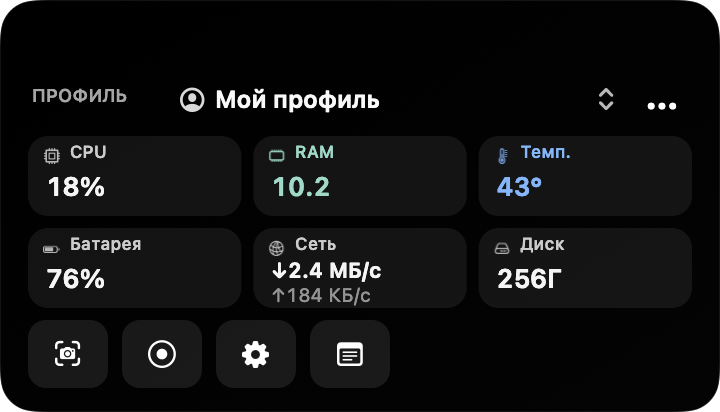 ПРОФИЛЬ Мой профиль
CPU
18%
RAM
10.2
Темп.
43°
Батарея
76%
Сеть
↓2.4 МБ/с
↑184 КБ/с
Диск
256Г